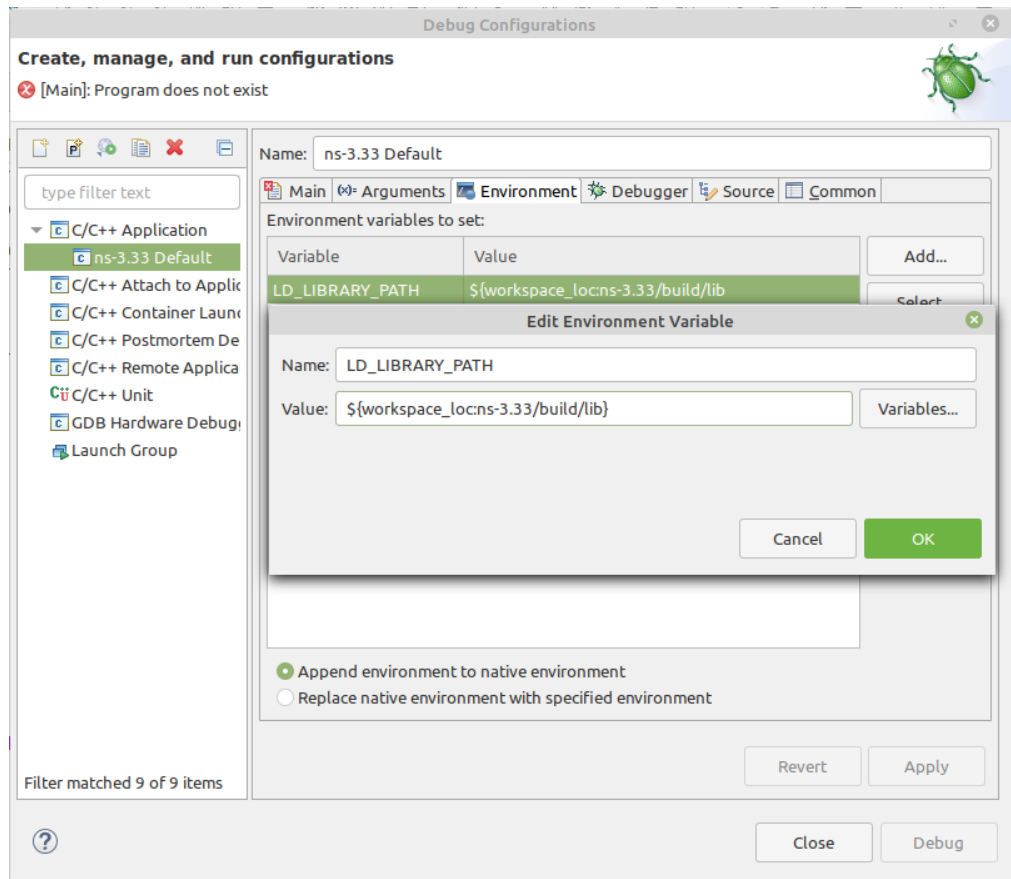 Debug Configurations
Create, manage, and run configurations
[Main]: Program does not exist
type filter text
C/C++ Application
ns-3.33 Default
C/C++ Attach to Applic
C/C++ Container Launc
C/C++ Postmortem De
C/C++ Remote Applica
C/C++ Unit
GDB Hardware Debug
Launch Group
Filter matched 9 of 9 items
Name: ns-3.33 Default
Main Arguments Environment Debugger Source Common
Environment variables to set:
Variable Value
LD_LIBRARY_PATH ${workspace_loc:ns-3.33/build/lib
Add...
Select...
Edit Environment Variable
Name: LD_LIBRARY_PATH
Value: ${workspace_loc:ns-3.33/build/lib}
Variables...
Cancel OK
Append environment to native environment
Replace native environment with specified environment
Revert Apply
Close Debug